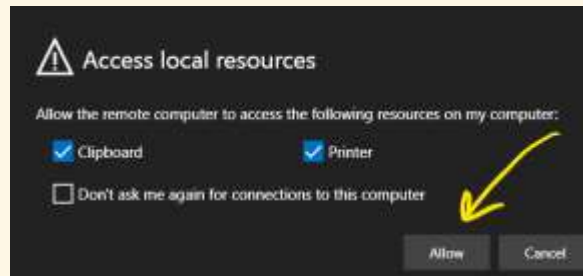 Access local resources
Allow the remote computer to access the following resources on my computer:
Clipboard Printer
Don't ask me again for connections to this computer
Allow Cancel